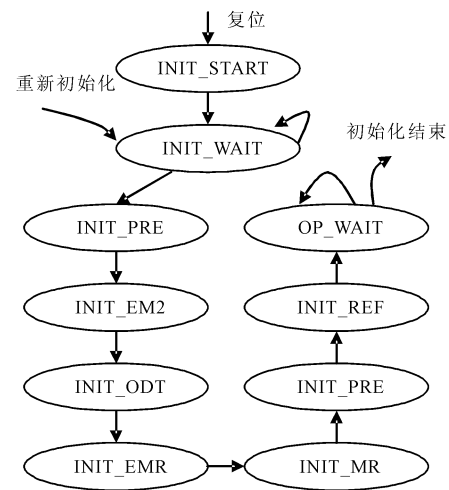 复位
INIT_START
重新初始化
INIT_WAIT
初始化结束
INIT_PRE
OP_WAIT
INIT_EM2
INIT_REF
INIT_ODT
INIT_PRE
INIT_EMR
INIT_MR